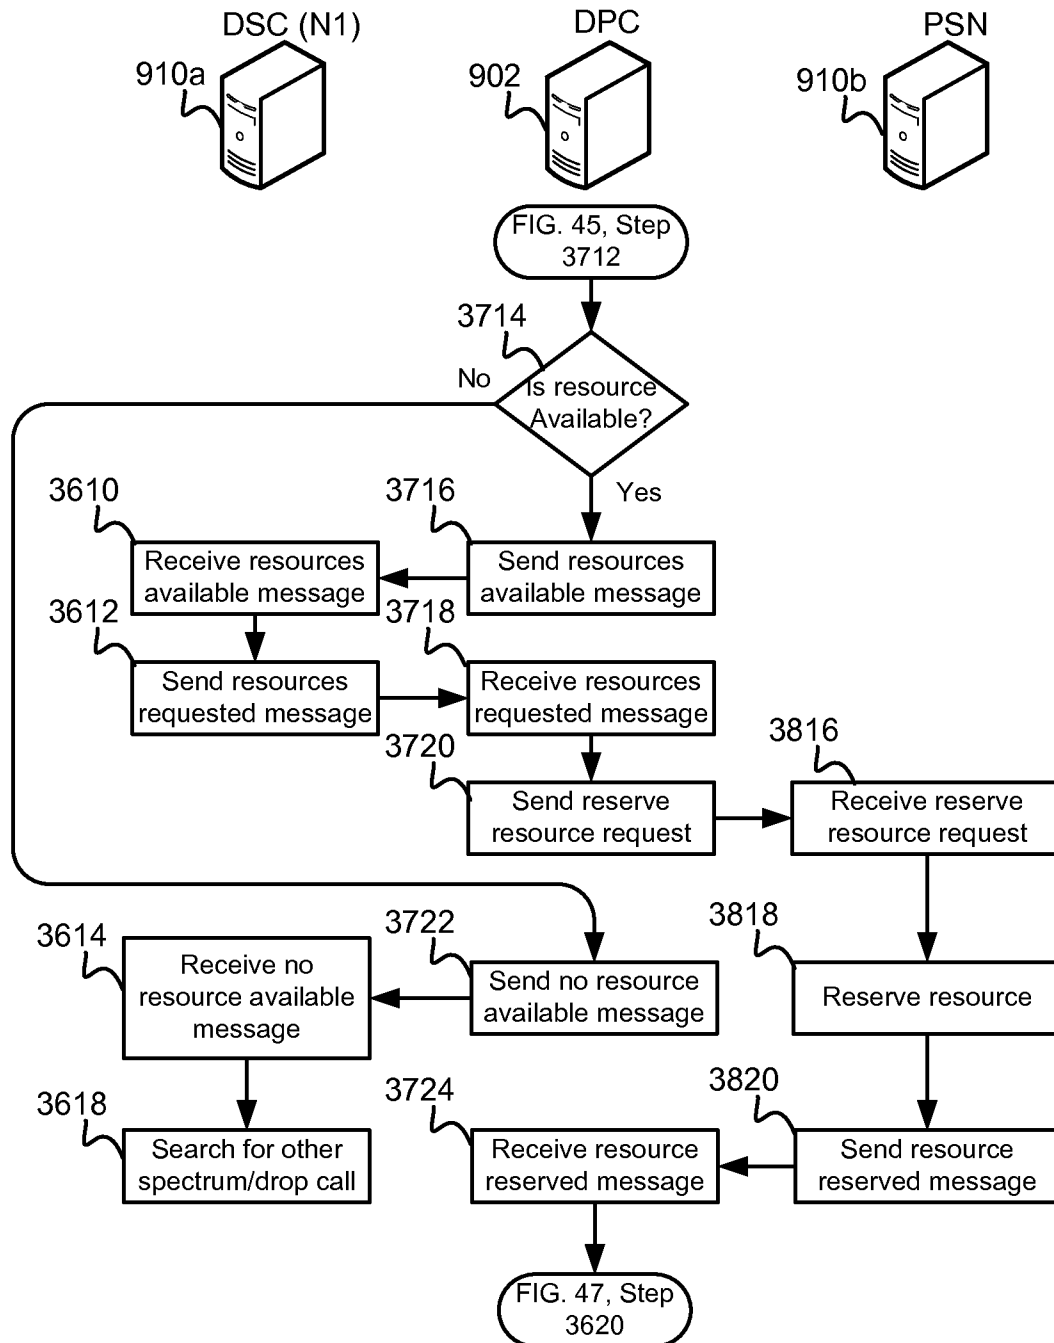 DSC (N1)
DPC
PSN
910a
902
910b
FIG. 45, Step
3712
3714
No
Is resource
Available?
Yes
3610
3716
Receive resources
available message
Send resources
available message
3612
3718
Send resources
requested message
Receive resources
requested message
3720
3816
Send reserve
resource request
Receive reserve
resource request
3614
3722
3818
Receive no
resource available
message
Send no resource
available message
Reserve resource
3618
3724
3820
Search for other
spectrum/drop call
Receive resource
reserved message
Send resource
reserved message
FIG. 47, Step
3620